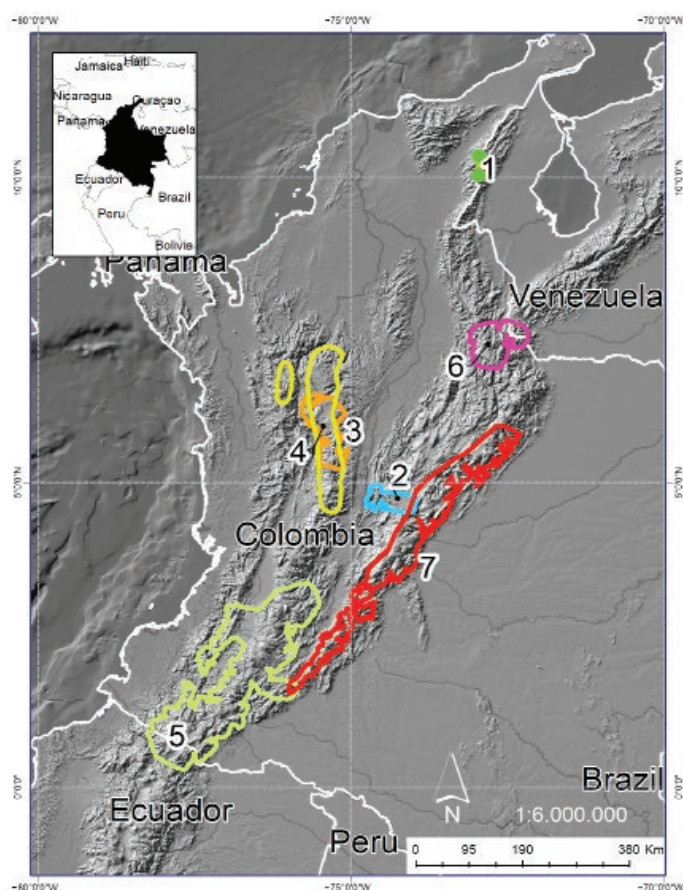 -80°0'0"W
-75°0'0"W
-70°0'0"W
Jamaica Haiti
Nicaragua Curaçao
Panama Venezuela
Ecuador
Brazil
Peru
Bolivia
10°0'0"N
1
Panama
Venezuela
6
3
4
2
5°0'0"N
Colombia
7
5
0°0'0"
Ecuador
N
1:6.000.000
Brazil
Peru
0 95 190 380 Km
-80°0'0"W
-75°0'0"W
-70°0'0"W